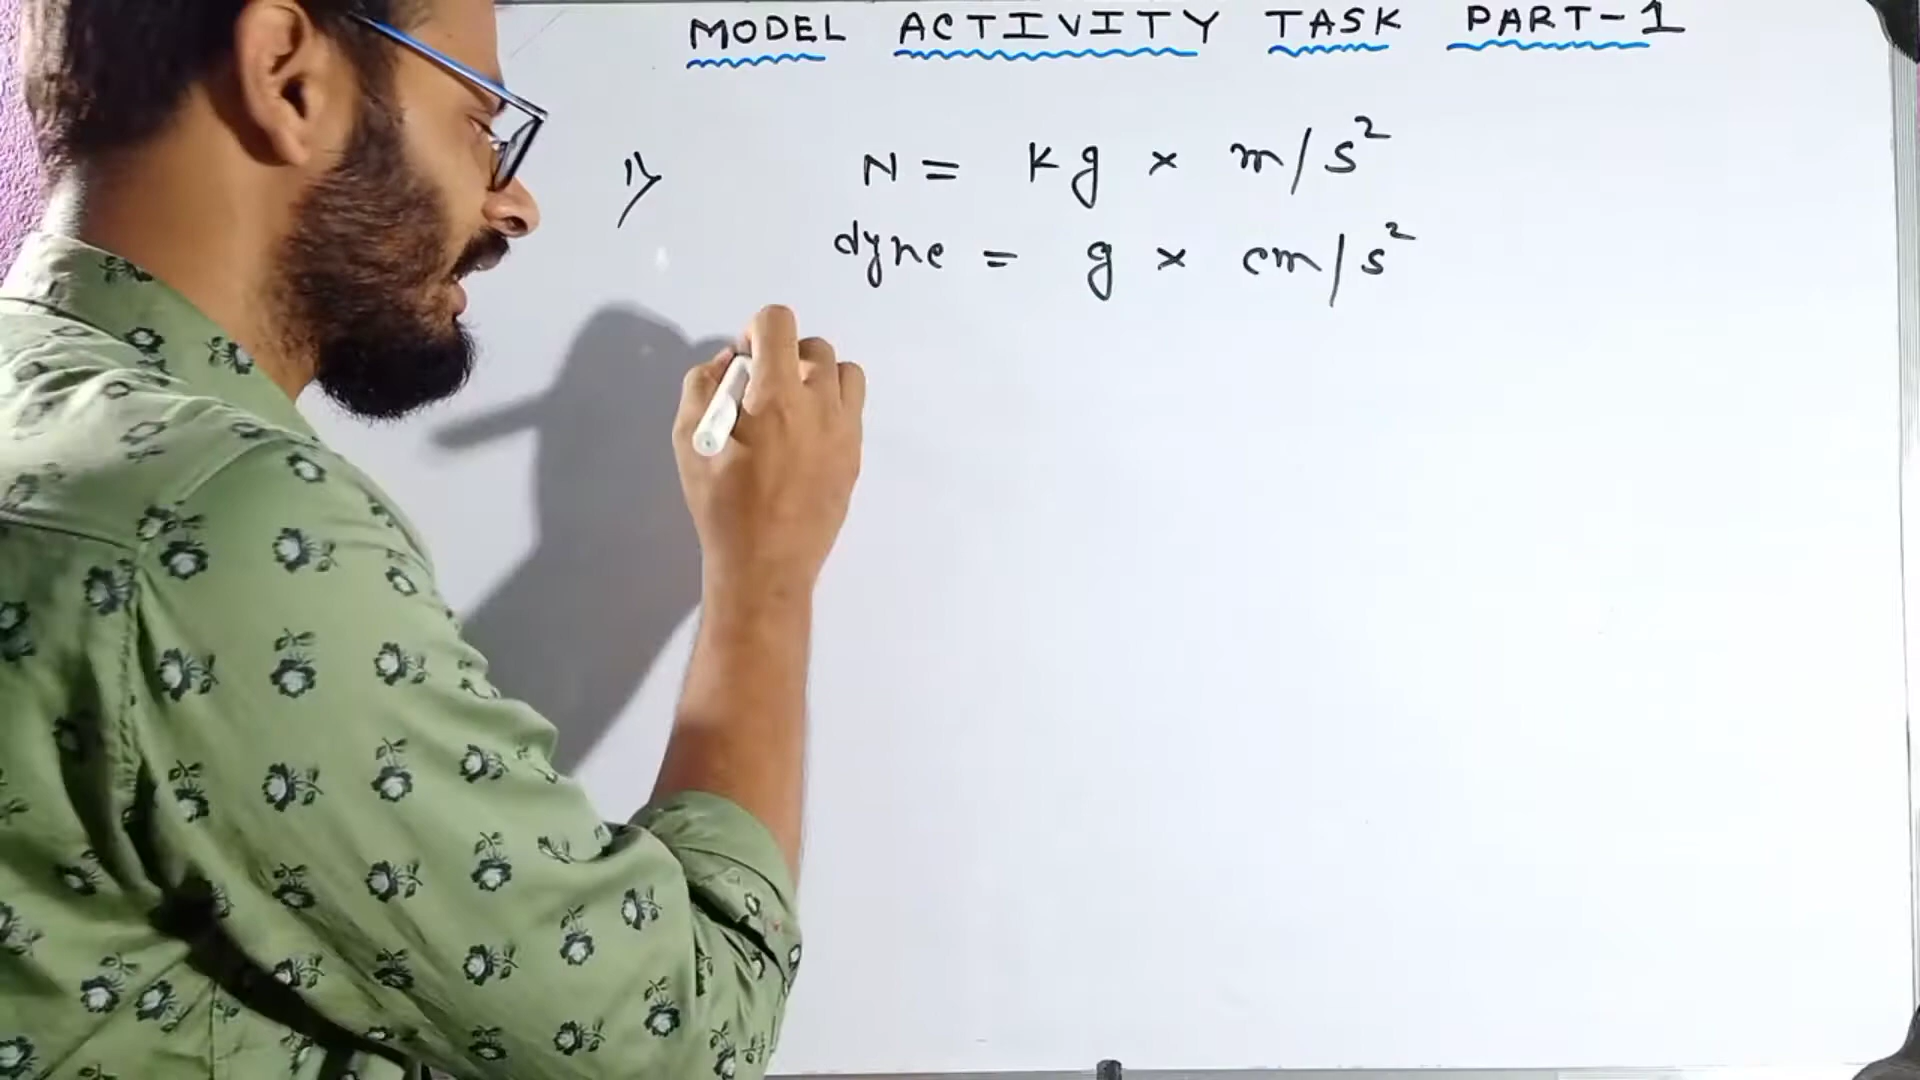 MODEL ACTIVITY TASK PART-1
1) N = kg × m/s²
dyne = g × cm/s²